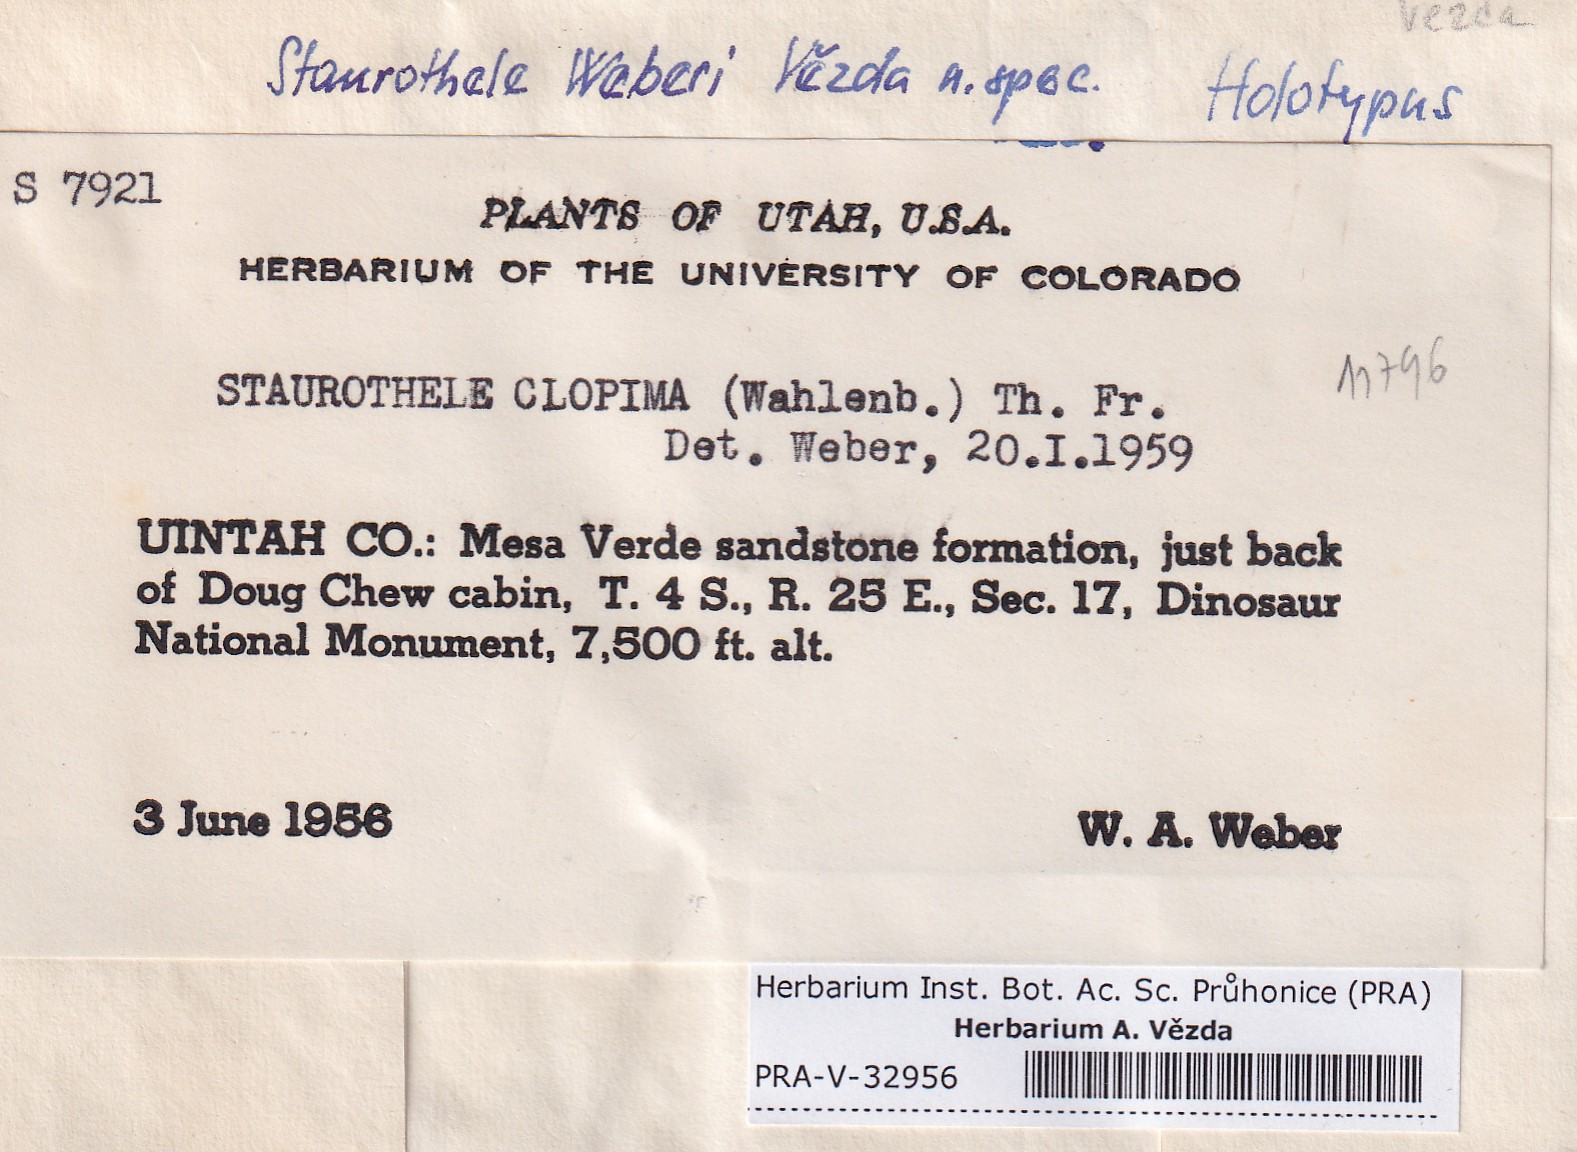 Vězda
Staurothele Weberi Vězda n. spec. Holotypus
S 7921
PLANTS OF UTAH, U.S.A.
HERBARIUM OF THE UNIVERSITY OF COLORADO
11796
STAUROTHELE CLOPIMA (Wahlenb.) Th. Fr.
Det. Weber, 20.I.1959
UINTAH CO.: Mesa Verde sandstone formation, just back
of Doug Chew cabin, T. 4 S., R. 25 E., Sec. 17, Dinosaur
National Monument, 7,500 ft. alt.
3 June 1956 W. A. Weber
Herbarium Inst. Bot. Ac. Sc. Průhonice (PRA)
Herbarium A. Vězda
PRA-V-32956